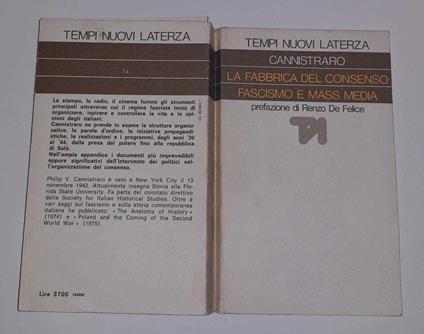 TEMPI NUOVI LATERZA
74
La stampa, la radio, il cinema furono gli strumenti
principali attraverso cui il regime fascista tentò di
organizzare, ispirare e controllare la vita e le opi-
nioni degli italiani.
Cannistraro ne prende in esame le strutture organiz-
zative, le parole d'ordine, le iniziative propagandi-
stiche, le realizzazioni e i programmi, dagli anni '20
al '44, dalla presa del potere fino alla repubblica
di Salò.
Nell'ampia appendice i documenti più imprevedibili
eppure significativi dell'intervento dei politici nel-
l'organizzazione del consenso.
Philip V. Cannistraro è nato a New York City il 13
novembre 1942. Attualmente insegna Storia alla Flo-
rida State University. Fa parte del comitato direttivo
della Society for Italian Historical Studies. Oltre a
vari saggi sul fascismo e sulla storia contemporanea
italiana ha pubblicato: « The Anatomy of History »
(1974) e « Poland and the Coming of the Second
World War » (1975).
Lire 3700
TEMPI NUOVI LATERZA
CANNISTRARO
LA FABBRICA DEL CONSENSO
FASCISMO E MASS MEDIA
prefazione di Renzo De Felice